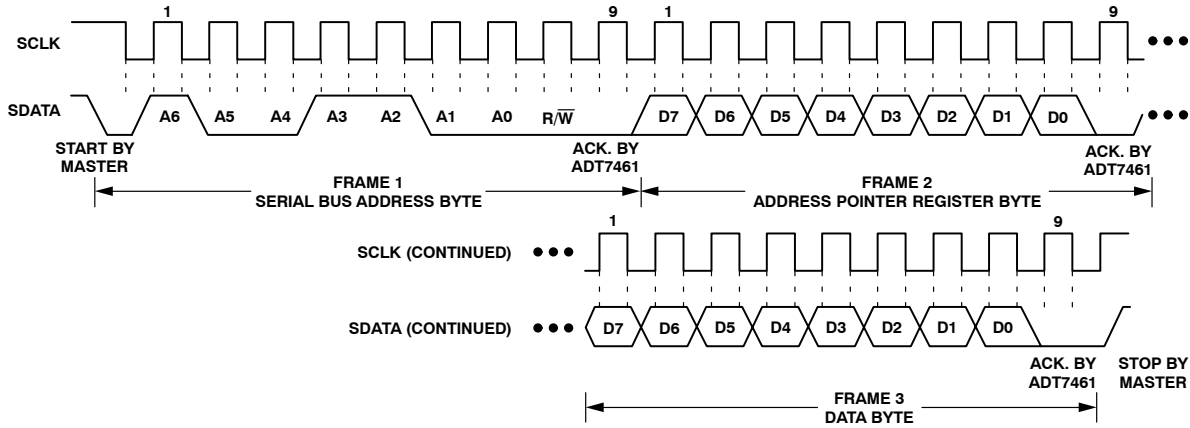 1 9 1 9
SCLK
SDATA A6 A5 A4 A3 A2 A1 A0 R/W̅ D7 D6 D5 D4 D3 D2 D1 D0
START BY
MASTER
ACK. BY
ADT7461
ACK. BY
ADT7461
FRAME 1
SERIAL BUS ADDRESS BYTE
FRAME 2
ADDRESS POINTER REGISTER BYTE
1 9
SCLK (CONTINUED)
SDATA (CONTINUED) D7 D6 D5 D4 D3 D2 D1 D0
ACK. BY
ADT7461
STOP BY
MASTER
FRAME 3
DATA BYTE